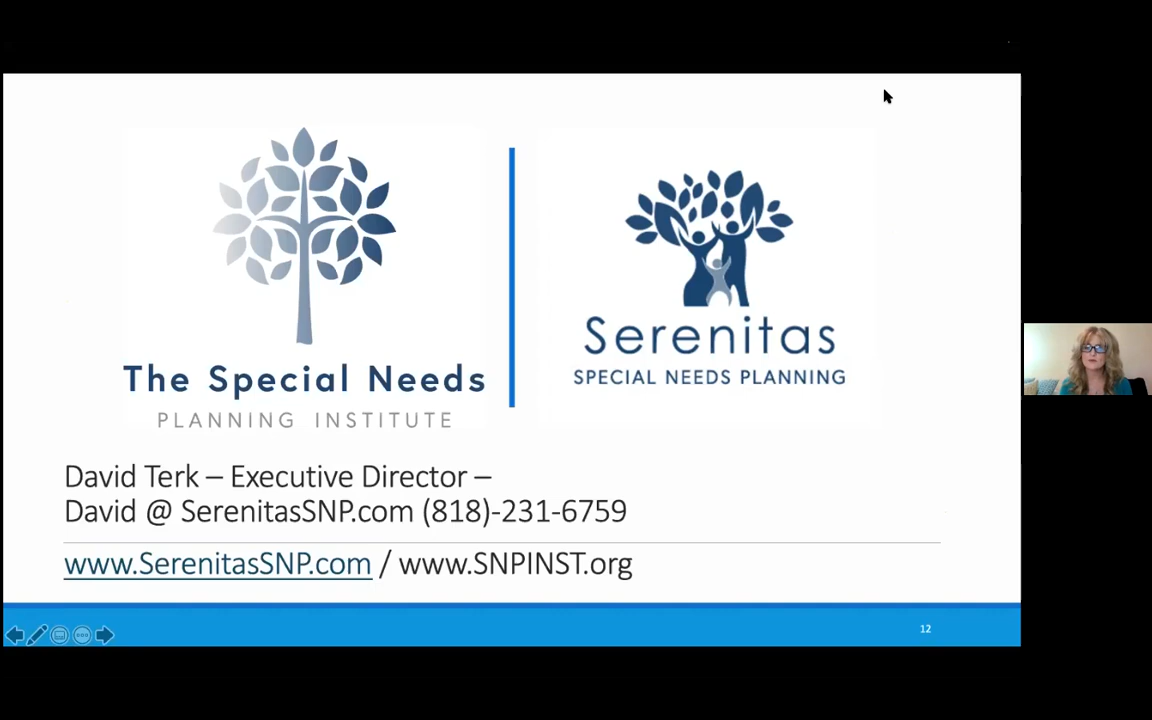 The Special Needs
PLANNING INSTITUTE
Serenitas
SPECIAL NEEDS PLANNING
David Terk – Executive Director –
David @ SerenitasSNP.com (818)-231-6759
www.SerenitasSNP.com / www.SNPINST.org
12